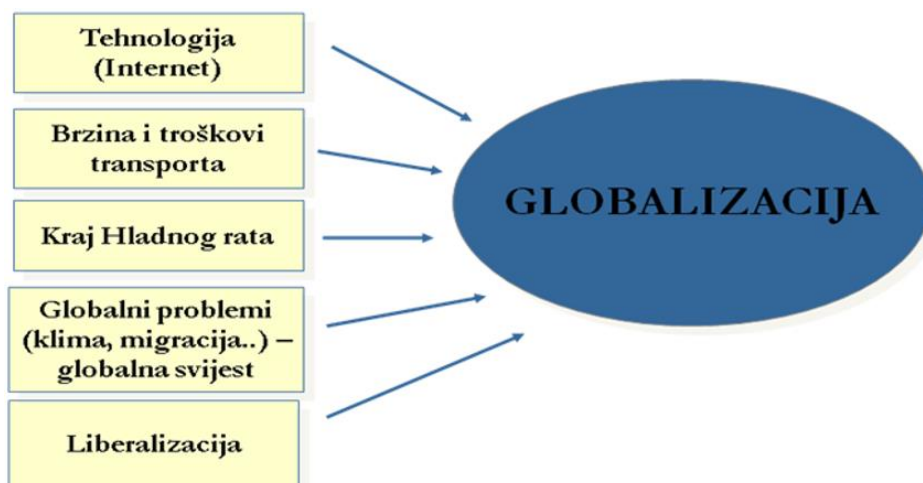 Tehnologija
(Internet)
Brzina i troškovi
transporta
Kraj Hladnog rata
Globalni problemi
(klima, migracija..) –
globalna svijest
Liberalizacija
GLOBALIZACIJA